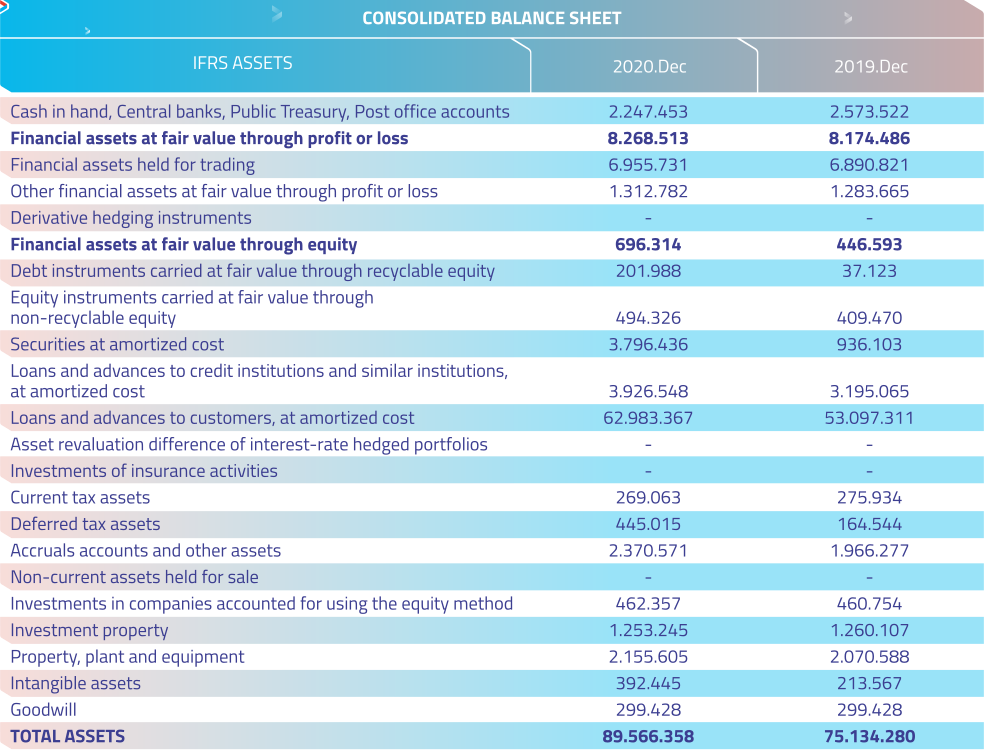 CONSOLIDATED BALANCE SHEET
IFRS ASSETS 2020.Dec 2019.Dec
Cash in hand, Central banks, Public Treasury, Post office accounts 2.247.453 2.573.522
Financial assets at fair value through profit or loss 8.268.513 8.174.486
Financial assets held for trading 6.955.731 6.890.821
Other financial assets at fair value through profit or loss 1.312.782 1.283.665
Derivative hedging instruments - -
Financial assets at fair value through equity 696.314 446.593
Debt instruments carried at fair value through recyclable equity 201.988 37.123
Equity instruments carried at fair value through
non-recyclable equity 494.326 409.470
Securities at amortized cost 3.796.436 936.103
Loans and advances to credit institutions and similar institutions,
at amortized cost 3.926.548 3.195.065
Loans and advances to customers, at amortized cost 62.983.367 53.097.311
Asset revaluation difference of interest-rate hedged portfolios - -
Investments of insurance activities - -
Current tax assets 269.063 275.934
Deferred tax assets 445.015 164.544
Accruals accounts and other assets 2.370.571 1.966.277
Non-current assets held for sale - -
Investments in companies accounted for using the equity method 462.357 460.754
Investment property 1.253.245 1.260.107
Property, plant and equipment 2.155.605 2.070.588
Intangible assets 392.445 213.567
Goodwill 299.428 299.428
TOTAL ASSETS 89.566.358 75.134.280